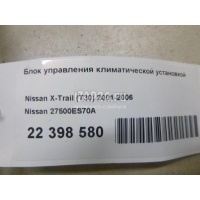 Блок управления климатической установкой
Nissan X-Trail (T30) 2001-2006
Nissan 27500ES70A
22 398 580